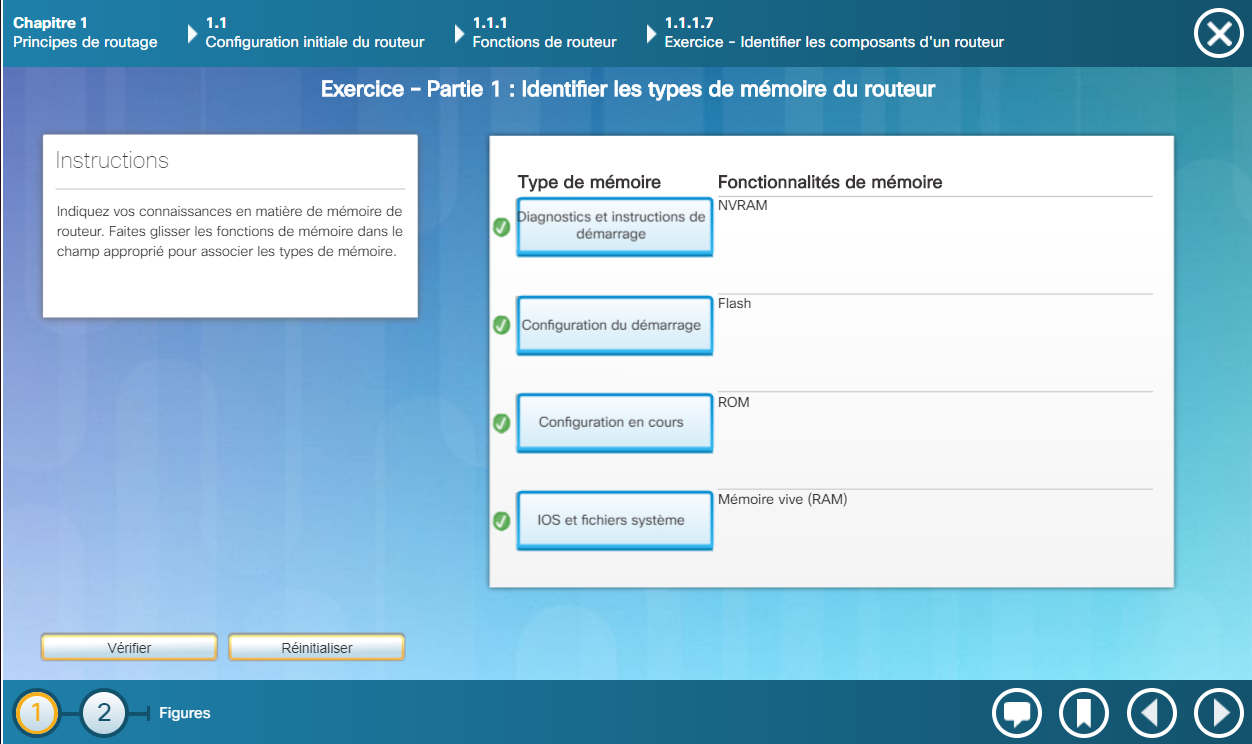 Chapitre 1
Principes de routage
1.1
Configuration initiale du routeur
1.1.1
Fonctions de routeur
1.1.1.7
Exercice – Identifier les composants d'un routeur
Exercice – Partie 1 : Identifier les types de mémoire du routeur
Instructions
Indiquez vos connaissances en matière de mémoire de
routeur. Faites glisser les fonctions de mémoire dans le
champ approprié pour associer les types de mémoire.
Type de mémoire
Fonctionnalités de mémoire
Diagnostics et instructions de
démarrage
NVRAM
Configuration du démarrage
Flash
Configuration en cours
ROM
IOS et fichiers système
Mémoire vive (RAM)
Vérifier
Réinitialiser
1
2
Figures